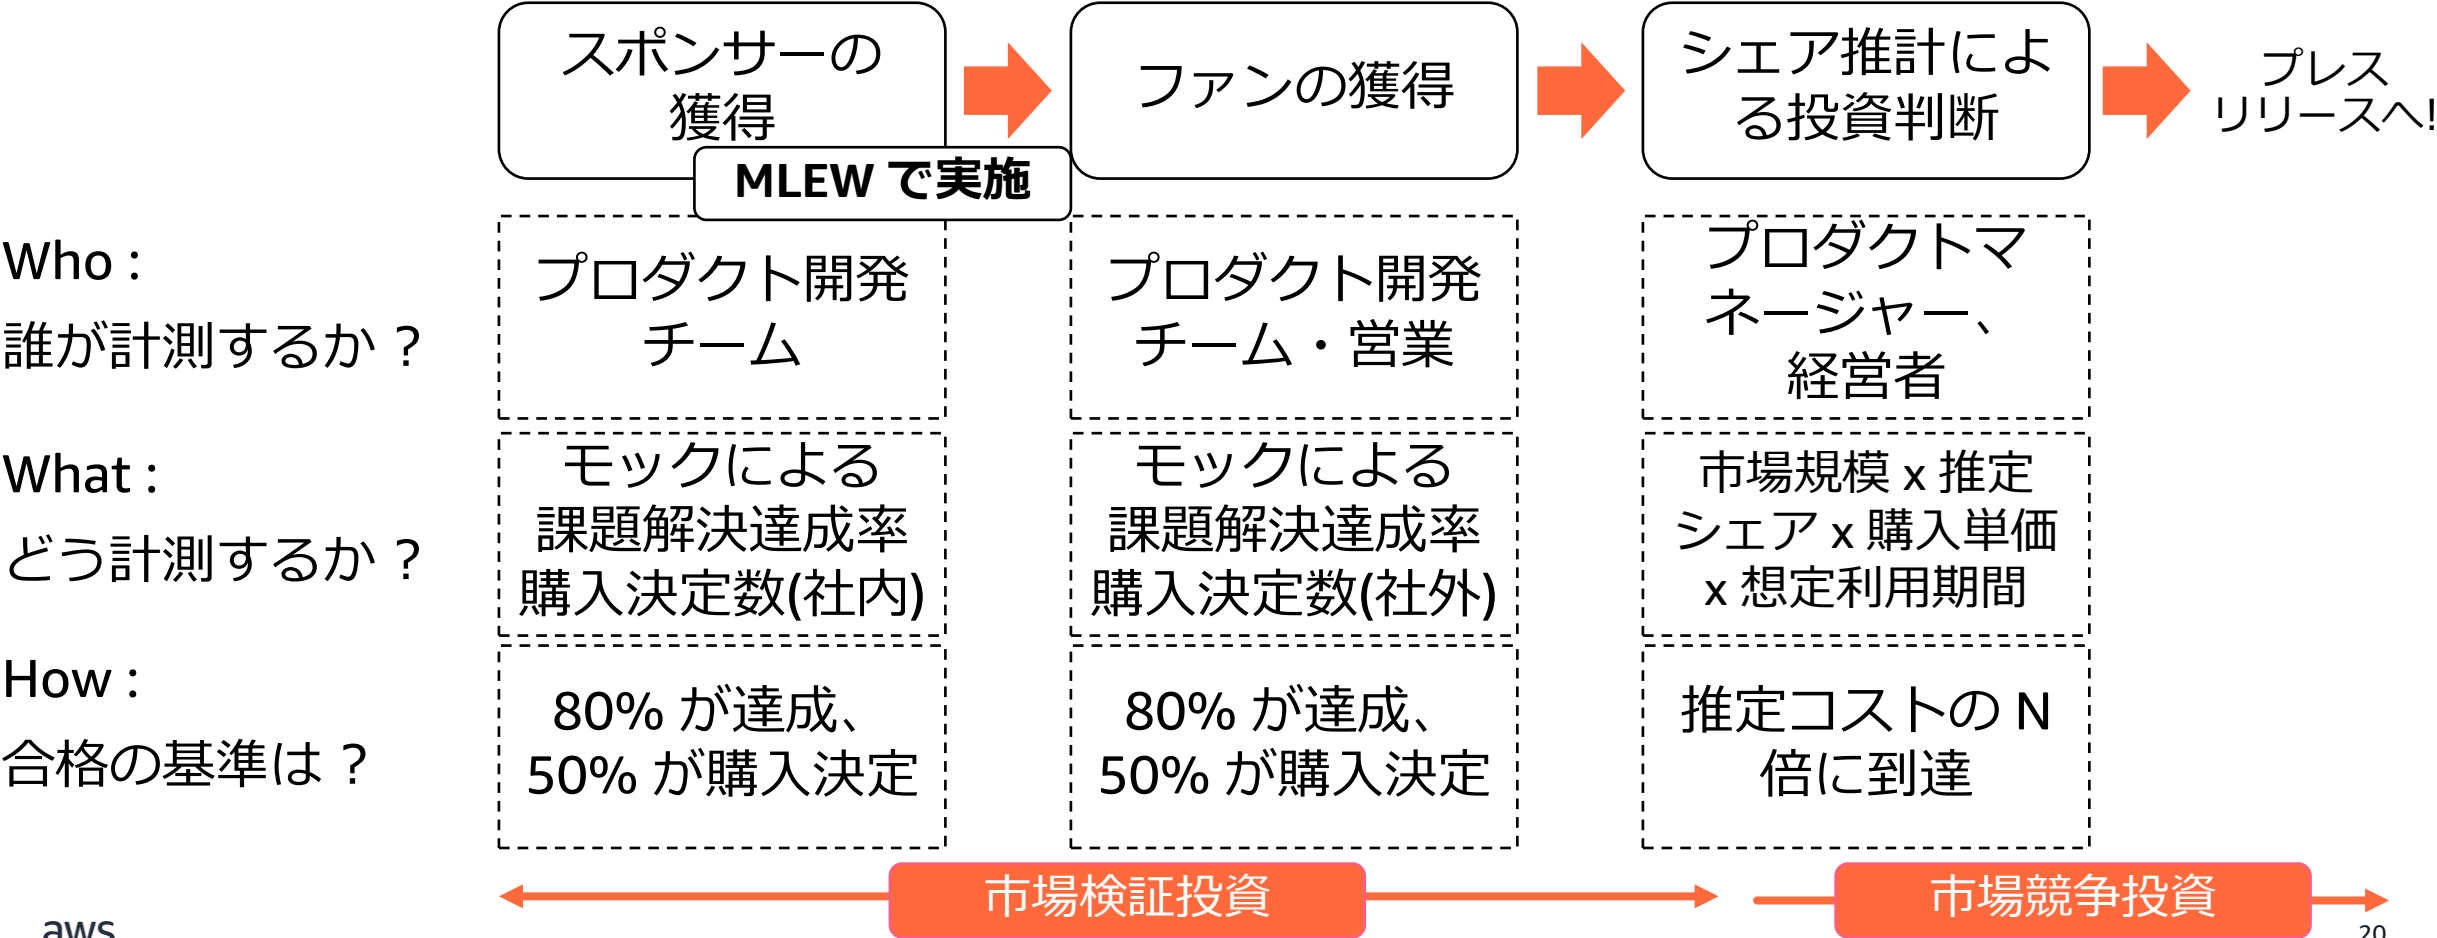 スポンサーの
獲得
ファンの獲得
シェア推計によ
る投資判断
プレス
リリースへ!
MLEW で実施
Who :
誰が計測するか？
プロダクト開発
チーム
プロダクト開発
チーム・営業
プロダクトマ
ネージャー、
経営者
What :
どう計測するか？
モックによる
課題解決達成率
購入決定数(社内)
モックによる
課題解決達成率
購入決定数(社外)
市場規模 x 推定
シェア x 購入単価
x 想定利用期間
How :
合格の基準は？
80% が達成、
50% が購入決定
80% が達成、
50% が購入決定
推定コストの N
倍に到達
市場検証投資
市場競争投資
aws
20